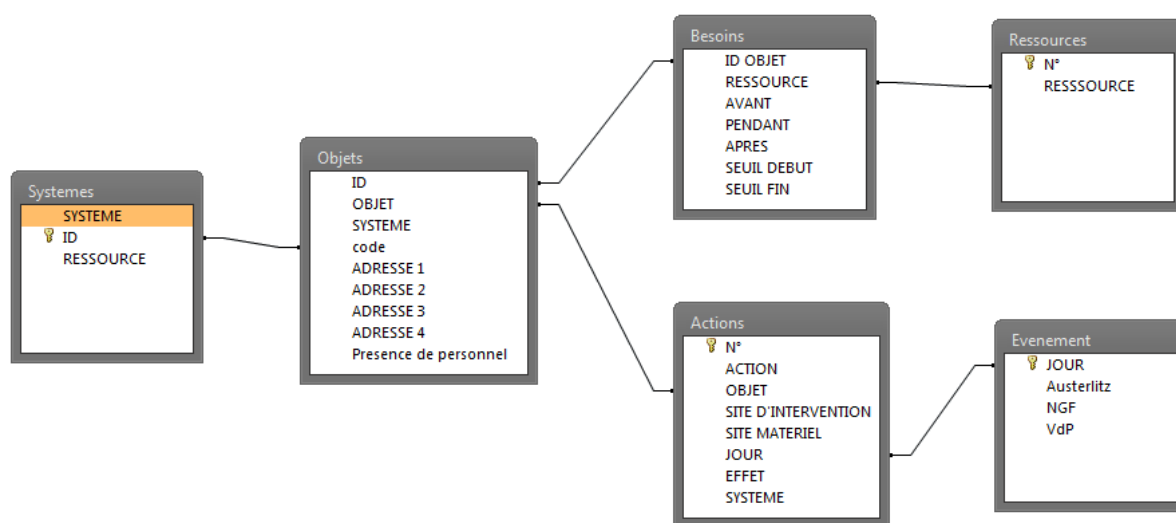 Systemes
SYSTEME
ID
RESSOURCE
Objets
ID
OBJET
SYSTEME
code
ADRESSE 1
ADRESSE 2
ADRESSE 3
ADRESSE 4
Presence de personnel
Besoins
ID OBJET
RESSOURCE
AVANT
PENDANT
APRES
SEUIL DEBUT
SEUIL FIN
Ressources
N°
RESSSOURCE
Actions
N°
ACTION
OBJET
SITE D'INTERVENTION
SITE MATERIEL
JOUR
EFFET
SYSTEME
Evenement
JOUR
Austerlitz
NGF
VdP